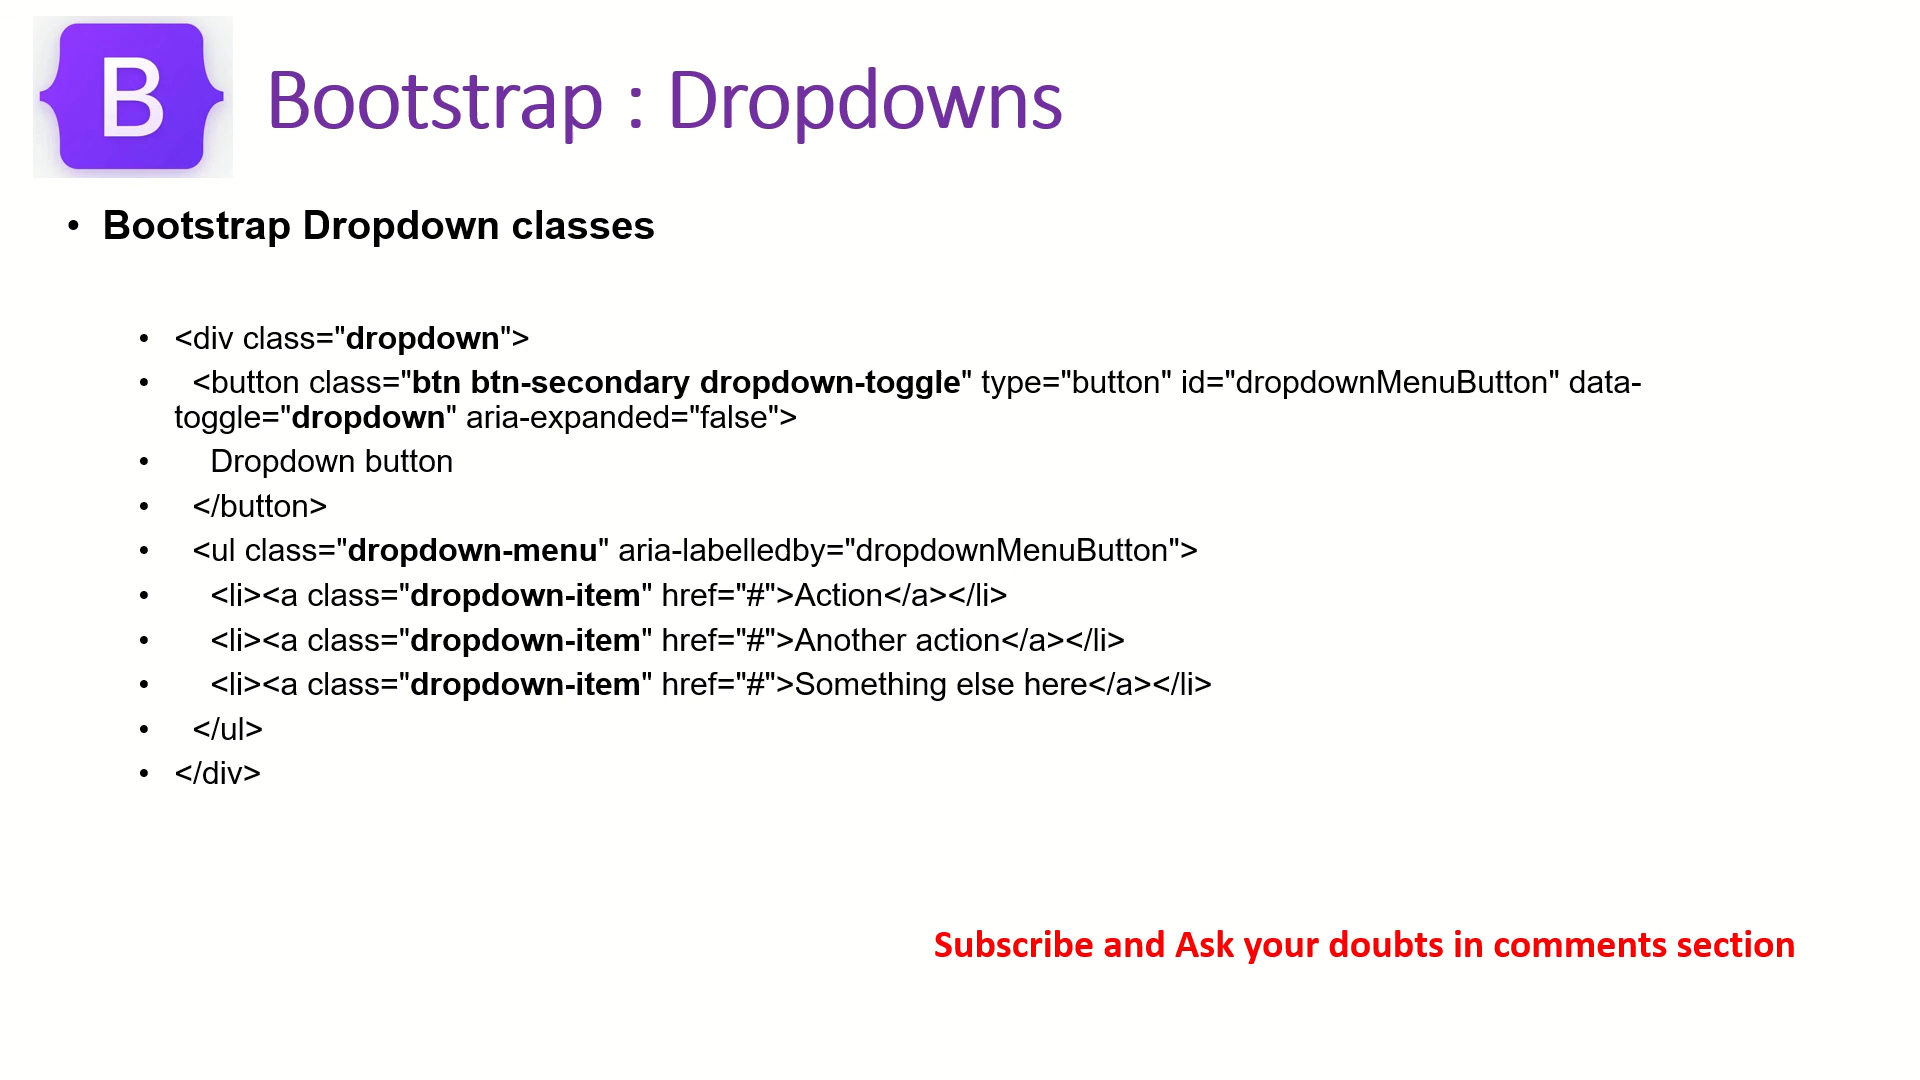 B
Bootstrap : Dropdowns
• Bootstrap Dropdown classes
• <div class="dropdown">
• <button class="btn btn-secondary dropdown-toggle" type="button" id="dropdownMenuButton" data-
toggle="dropdown" aria-expanded="false">
• Dropdown button
• </button>
• <ul class="dropdown-menu" aria-labelledby="dropdownMenuButton">
• <li><a class="dropdown-item" href="#">Action</a></li>
• <li><a class="dropdown-item" href="#">Another action</a></li>
• <li><a class="dropdown-item" href="#">Something else here</a></li>
• </ul>
• </div>
Subscribe and Ask your doubts in comments section